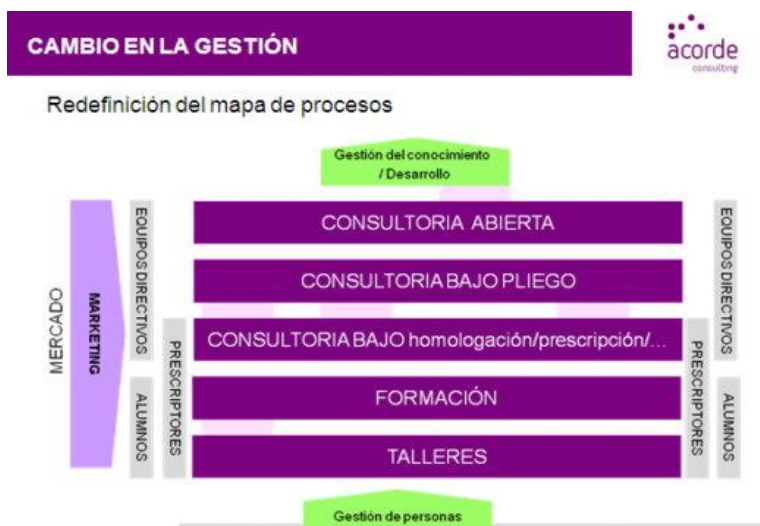 CAMBIO EN LA GESTIÓN
acorde
consulting
Redefinición del mapa de procesos
Gestión del conocimiento
/ Desarrollo
MERCADO
MARKETING
EQUIPOS DIRECTIVOS
ALUMNOS
PRESCRIPTORES
CONSULTORIA ABIERTA
CONSULTORIA BAJO PLIEGO
CONSULTORIA BAJO homologación/prescripción/...
FORMACIÓN
TALLERES
PRESCRIPTORES
EQUIPOS DIRECTIVOS
ALUMNOS
Gestión de personas